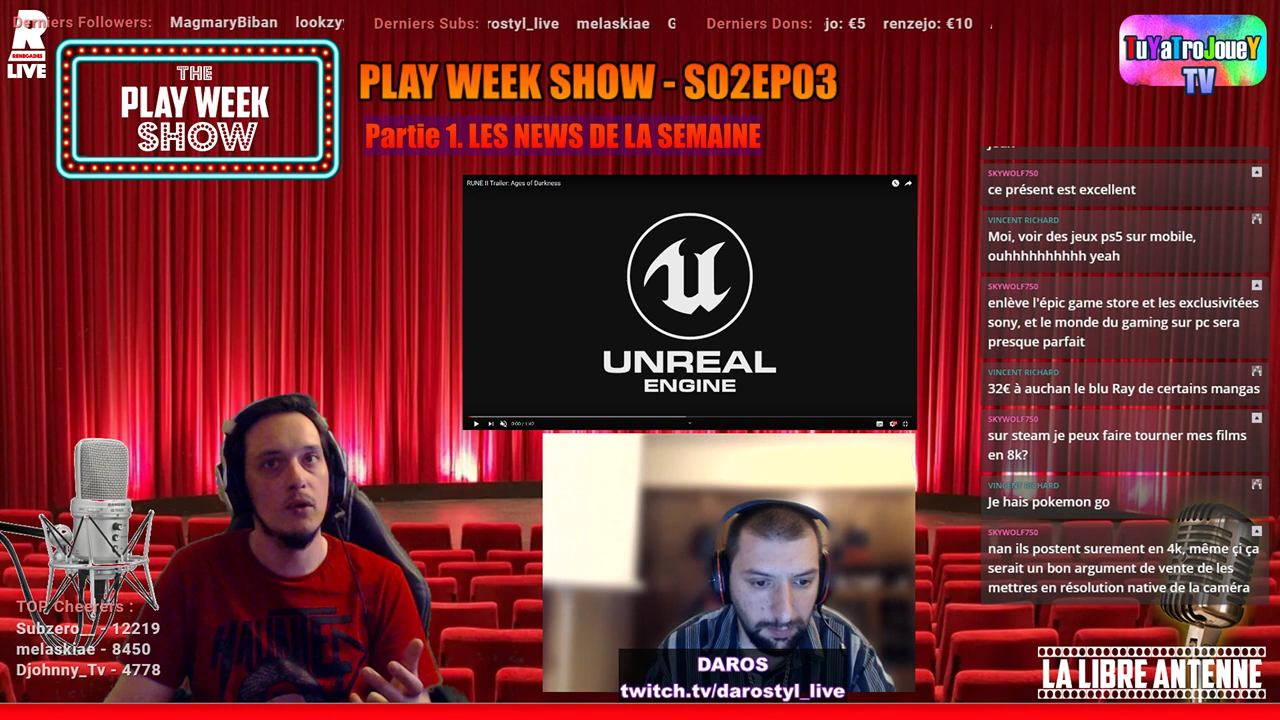 Derniers Followers: MagmaryBiban lookzy
Derniers Subs: rostyl_live melaskiae G
Derniers Dons: jo: €5 renzejo: €10
R
RENEGADES
LIVE
THE
PLAY WEEK
SHOW
PLAY WEEK SHOW - S02EP03
Partie 1. LES NEWS DE LA SEMAINE
TuYaTroJoueY
TV
RUNE II Trailer: Ages of Darkness
UNREAL
ENGINE
0:00 / 1:42
SKYWOLF750
ce présent est excellent
VINCENT RICHARD
Moi, voir des jeux ps5 sur mobile,
ouhhhhhhhhhh yeah
SKYWOLF750
enlève l'épic game store et les exclusivitées
sony, et le monde du gaming sur pc sera
presque parfait
VINCENT RICHARD
32€ à auchan le blu Ray de certains mangas
SKYWOLF750
sur steam je peux faire tourner mes films
en 8k?
VINCENT RICHARD
Je hais pokemon go
SKYWOLF750
nan ils postent surement en 4k, même çi ça
serait un bon argument de vente de les
mettres en résolution native de la caméra
TOP Cheerers :
Subzero__ - 12219
melaskiae - 8450
Djohnny_Tv - 4778
DAROS
twitch.tv/darostyl_live
LA LIBRE ANTENNE